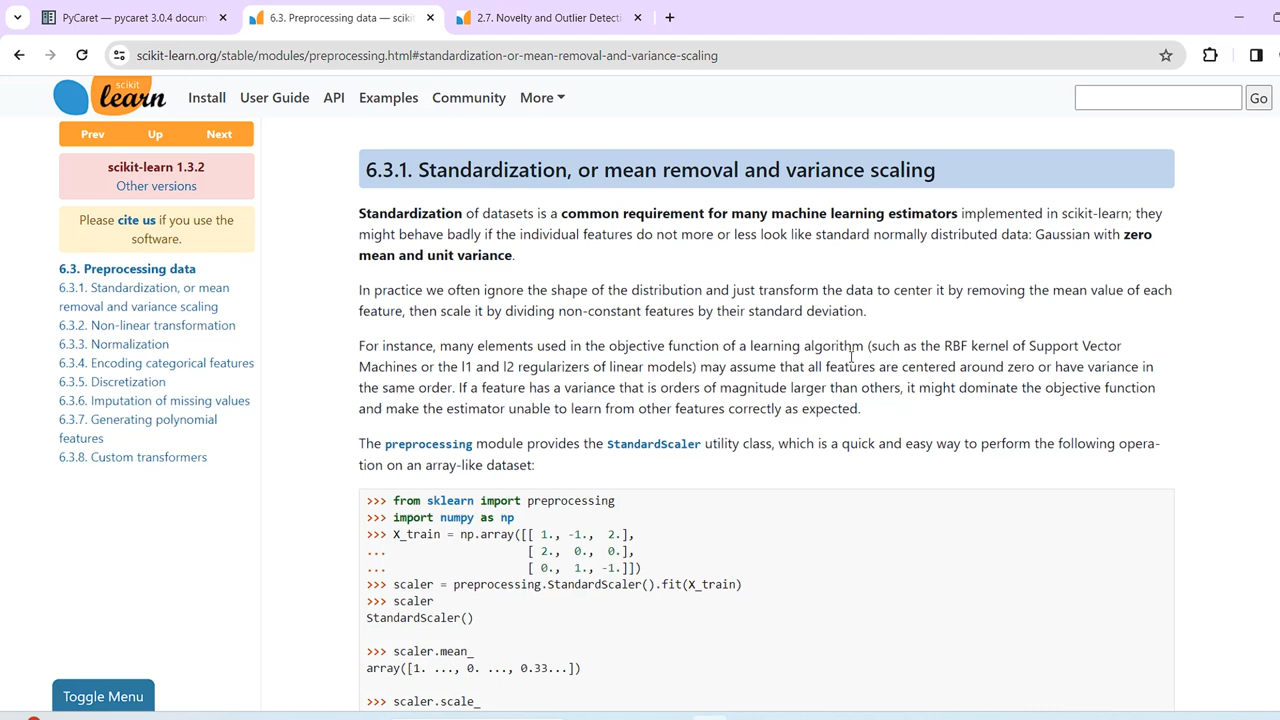 PyCaret — pycaret 3.0.4 docum
6.3. Preprocessing data — scikit
2.7. Novelty and Outlier Detecti
scikit-learn.org/stable/modules/preprocessing.html#standardization-or-mean-removal-and-variance-scaling
scikit
learn
Install
User Guide
API
Examples
Community
More
Go
Prev
Up
Next
scikit-learn 1.3.2
Other versions
Please cite us if you use the
software.
6.3. Preprocessing data
6.3.1. Standardization, or mean
removal and variance scaling
6.3.2. Non-linear transformation
6.3.3. Normalization
6.3.4. Encoding categorical features
6.3.5. Discretization
6.3.6. Imputation of missing values
6.3.7. Generating polynomial
features
6.3.8. Custom transformers
Toggle Menu
6.3.1. Standardization, or mean removal and variance scaling
Standardization of datasets is a common requirement for many machine learning estimators implemented in scikit-learn; they
might behave badly if the individual features do not more or less look like standard normally distributed data: Gaussian with zero
mean and unit variance.
In practice we often ignore the shape of the distribution and just transform the data to center it by removing the mean value of each
feature, then scale it by dividing non-constant features by their standard deviation.
For instance, many elements used in the objective function of a learning algorithm (such as the RBF kernel of Support Vector
Machines or the l1 and l2 regularizers of linear models) may assume that all features are centered around zero or have variance in
the same order. If a feature has a variance that is orders of magnitude larger than others, it might dominate the objective function
and make the estimator unable to learn from other features correctly as expected.
The preprocessing module provides the StandardScaler utility class, which is a quick and easy way to perform the following opera-
tion on an array-like dataset:
>>> from sklearn import preprocessing
>>> import numpy as np
>>> X_train = np.array([[ 1., -1.,  2.],
...                     [ 2.,  0.,  0.],
...                     [ 0.,  1., -1.]])
>>> scaler = preprocessing.StandardScaler().fit(X_train)
>>> scaler
StandardScaler()
>>> scaler.mean_
array([1. ..., 0. ..., 0.33...])
>>> scaler.scale_